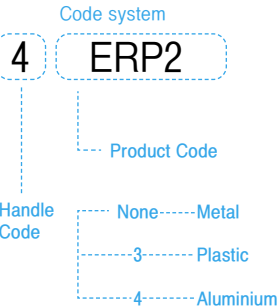 Code system
4 ERP2
Product Code
Handle
Code
None Metal
3 Plastic
4 Aluminium